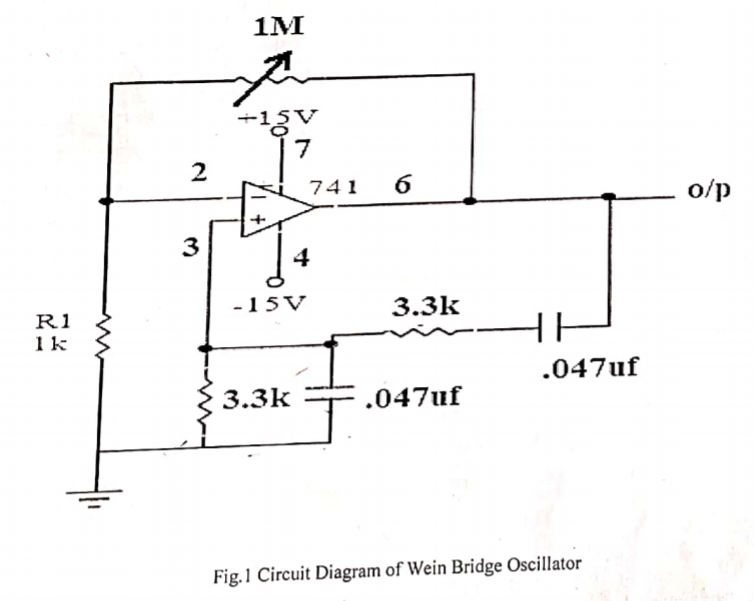 1M
+15V
7
2
741
6
o/p
3
4
-15V
R1
1k
3.3k
.047uf
3.3k
.047uf
Fig.1 Circuit Diagram of Wein Bridge Oscillator